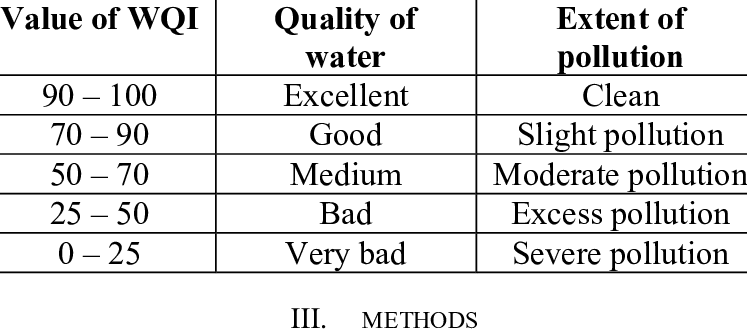 Value of WQI Quality of water Extent of pollution
90 – 100 Excellent Clean
70 – 90 Good Slight pollution
50 – 70 Medium Moderate pollution
25 – 50 Bad Excess pollution
0 – 25 Very bad Severe pollution
III. METHODS